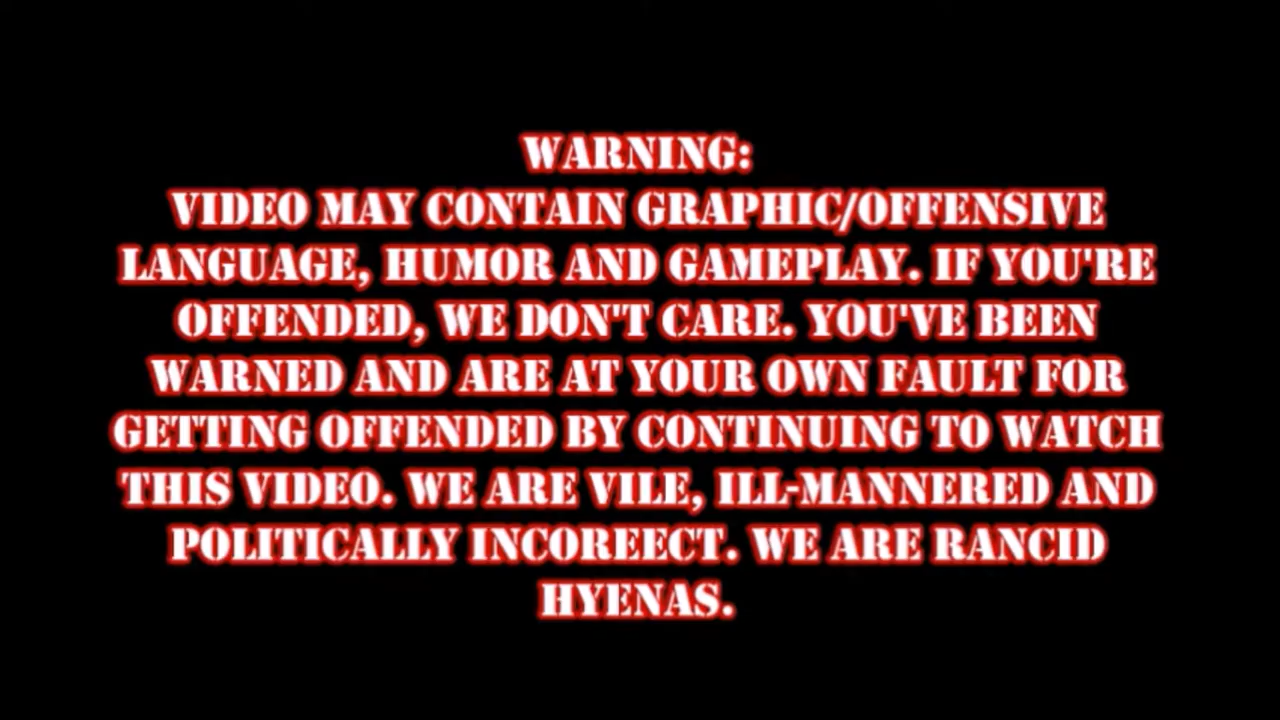 WARNING:
VIDEO MAY CONTAIN GRAPHIC/OFFENSIVE
LANGUAGE, HUMOR AND GAMEPLAY. IF YOU'RE
OFFENDED, WE DON'T CARE. YOU'VE BEEN
WARNED AND ARE AT YOUR OWN FAULT FOR
GETTING OFFENDED BY CONTINUING TO WATCH
THIS VIDEO. WE ARE VILE, ILL-MANNERED AND
POLITICALLY INCOREECT. WE ARE RANCID
HYENAS.